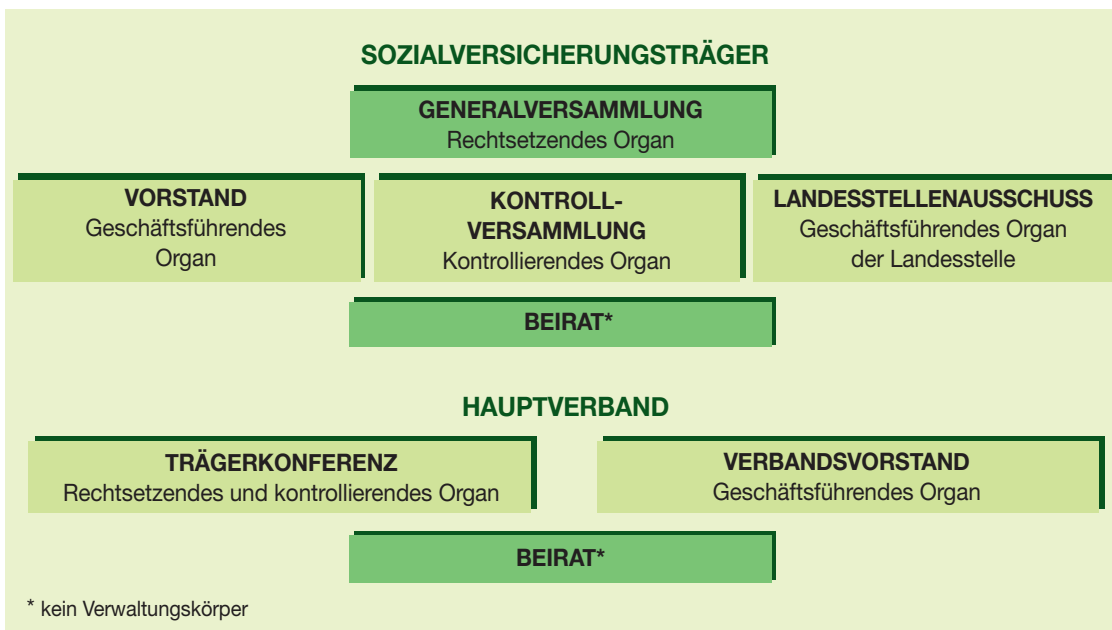 SOZIALVERSICHERUNGSTRÄGER
GENERALVERSAMMLUNG
Rechtsetzendes Organ
VORSTAND
Geschäftsführendes
Organ
KONTROLL-
VERSAMMLUNG
Kontrollierendes Organ
LANDESSTELLENAUSSCHUSS
Geschäftsführendes Organ
der Landesstelle
BEIRAT*
HAUPTVERBAND
TRÄGERKONFERENZ
Rechtsetzendes und kontrollierendes Organ
VERBANDSVORSTAND
Geschäftsführendes Organ
BEIRAT*
* kein Verwaltungskörper